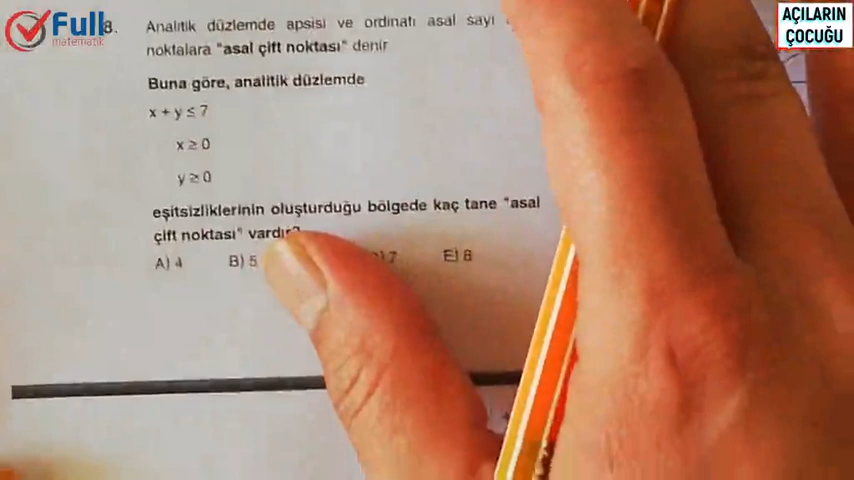 Full
matematik
AÇILARIN
ÇOCUĞU
8.
Analitik düzlemde apsisi ve ordinatı asal sayı
noktalara "asal çift noktası" denir
Buna göre, analitik düzlemde
x + y ≤ 7
x ≥ 0
y ≥ 0
eşitsizliklerinin oluşturduğu bölgede kaç tane "asal
çift noktası" vardır?
A) 4 B) 5 7 E) 8